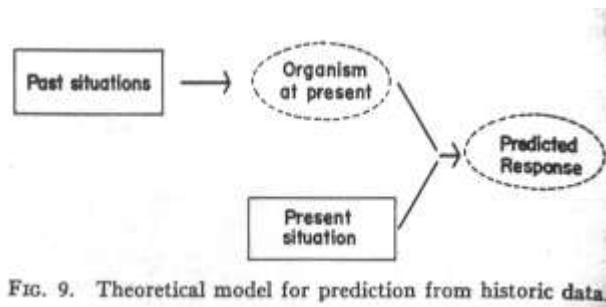 Past situations
Organism
at present
Predicted
Response
Present
situation
FIG. 9. Theoretical model for prediction from historic data